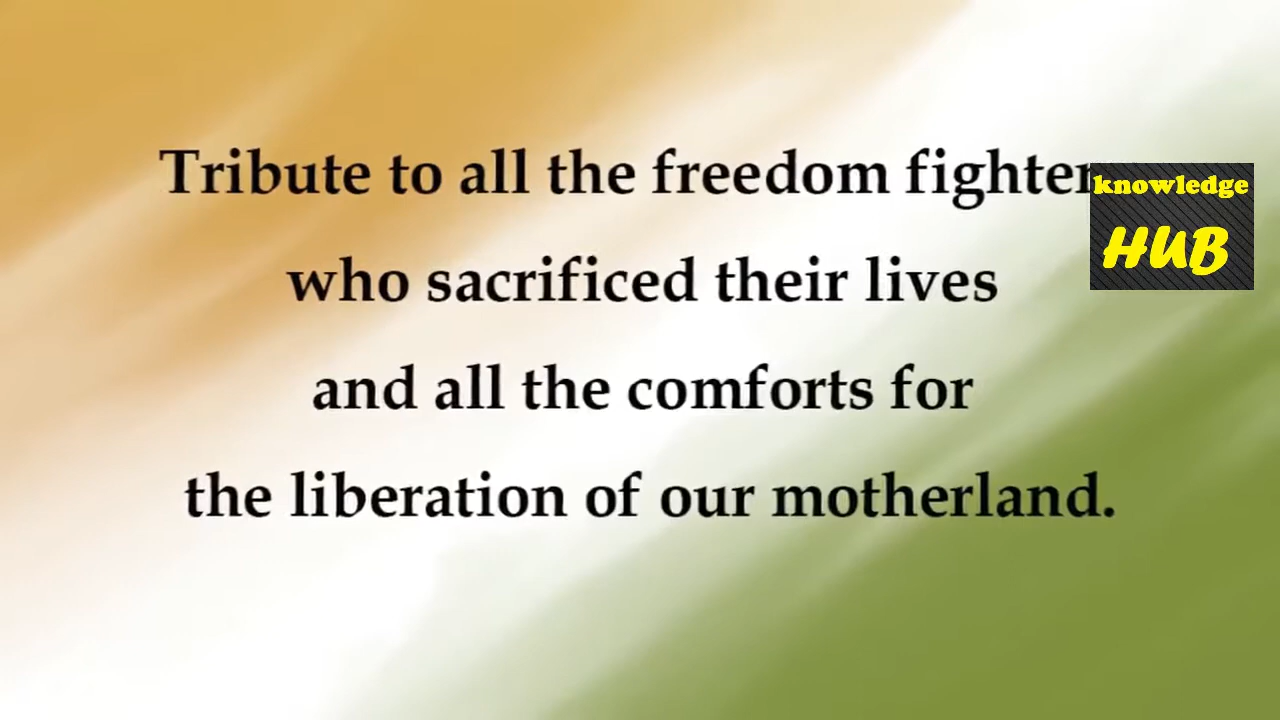 Tribute to all the freedom fighter
who sacrificed their lives
and all the comforts for
the liberation of our motherland.
knowledge
HUB